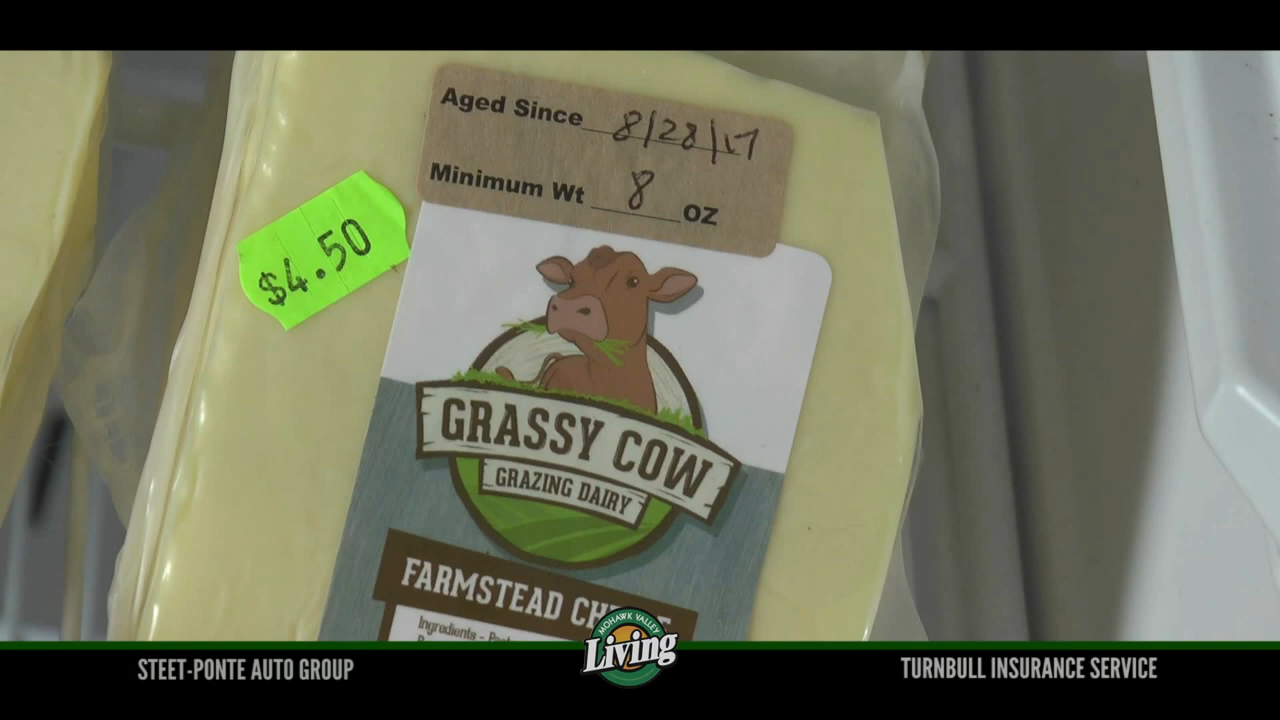 Aged Since 8/28/17
Minimum Wt 8 OZ
$4.50
GRASSY COW
GRAZING DAIRY
FARMSTEAD
Ingredients -
MOHAWK VALLEY
Living
STEET-PONTE AUTO GROUP
TURNBULL INSURANCE SERVICE